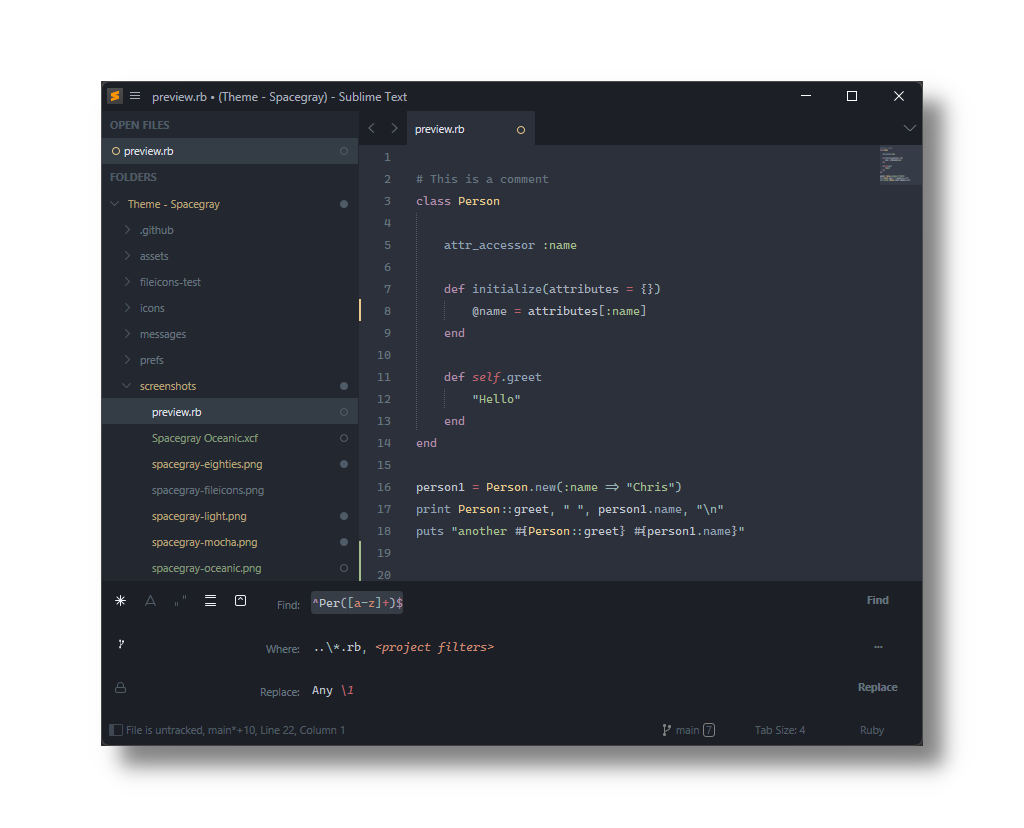 preview.rb • (Theme - Spacegray) - Sublime Text
OPEN FILES
preview.rb
FOLDERS
Theme - Spacegray
.github
assets
fileicons-test
icons
messages
prefs
screenshots
preview.rb
Spacegray Oceanic.xcf
spacegray-eighties.png
spacegray-fileicons.png
spacegray-light.png
spacegray-mocha.png
spacegray-oceanic.png
preview.rb
1
2 # This is a comment
3 class Person
4
5 attr_accessor :name
6
7 def initialize(attributes = {})
8 @name = attributes[:name]
9 end
10
11 def self.greet
12 "Hello"
13 end
14 end
15
16 person1 = Person.new(:name => "Chris")
17 print Person::greet, " ", person1.name, "\n"
18 puts "another #{Person::greet} #{person1.name}"
19
20
Find: ^Per([a-z]+)$ Find
Where: ..\*.rb, <project filters> ...
Replace: Any \1 Replace
File is untracked, main*+10, Line 22, Column 1 main 7 Tab Size: 4 Ruby